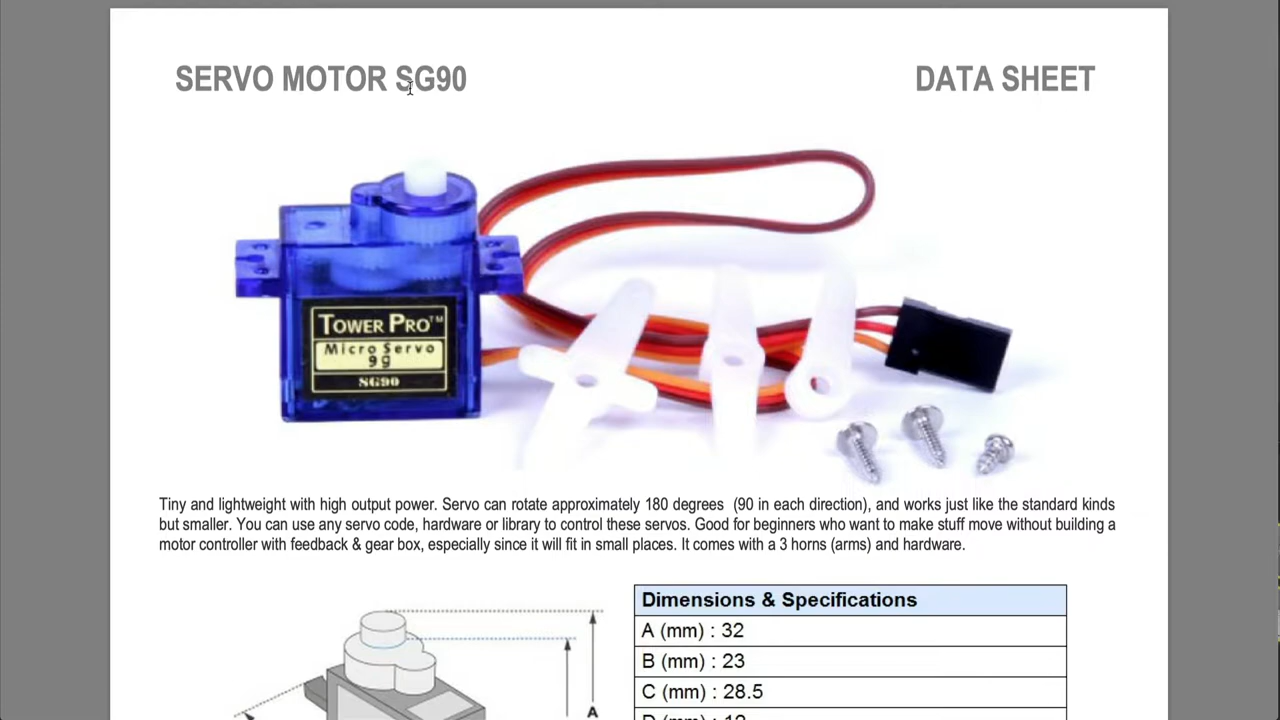 SERVO MOTOR SG90 DATA SHEET
TOWER PRO™
Micro Servo
9g
SG90
Tiny and lightweight with high output power. Servo can rotate approximately 180 degrees (90 in each direction), and works just like the standard kinds
but smaller. You can use any servo code, hardware or library to control these servos. Good for beginners who want to make stuff move without building a
motor controller with feedback & gear box, especially since it will fit in small places. It comes with a 3 horns (arms) and hardware.
Dimensions & Specifications
A (mm) : 32
B (mm) : 23
C (mm) : 28.5
A